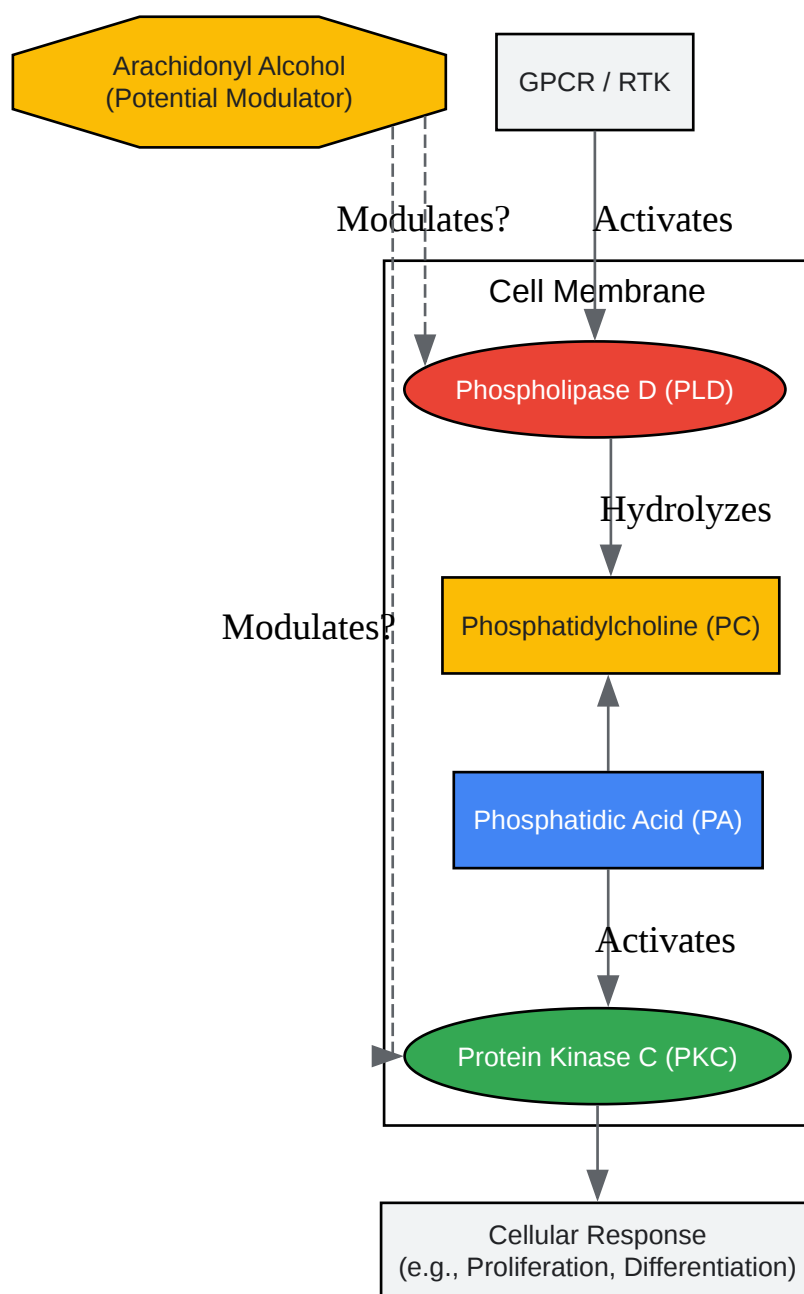 Arachidonyl Alcohol
(Potential Modulator)
GPCR / RTK
Modulates?
Activates
Cell Membrane
Phospholipase D (PLD)
Hydrolyzes
Modulates?
Phosphatidylcholine (PC)
Phosphatidic Acid (PA)
Activates
Protein Kinase C (PKC)
Cellular Response
(e.g., Proliferation, Differentiation)